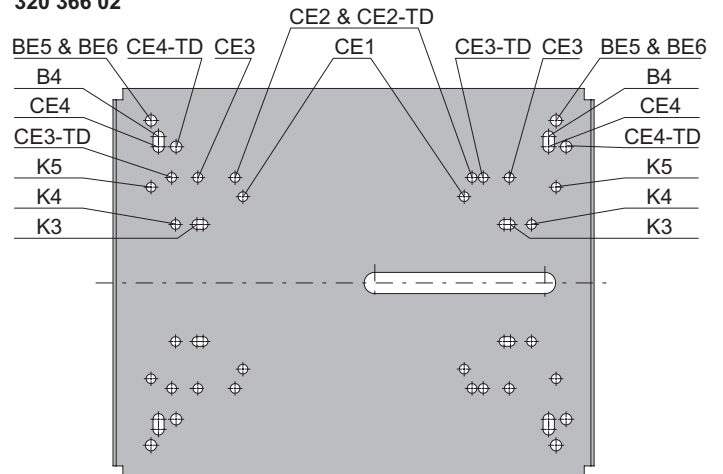 320 366 02
CE2 & CE2-TD
BE5 & BE6 CE4-TD CE3 CE1 CE3-TD CE3 BE5 & BE6
B4 B4
CE4 CE4
CE3-TD CE4-TD
K5 K5
K4 K4
K3 K3